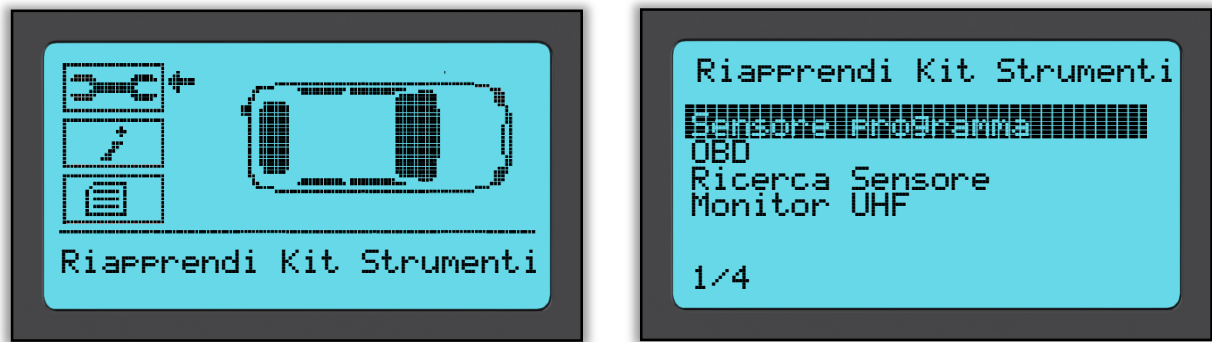 Riapprendi Kit Strumenti
Riapprendi Kit Strumenti
Sensore programma
OBD
Ricerca Sensore
Monitor UHF
1/4